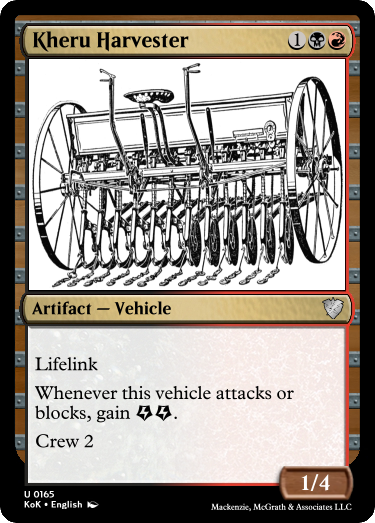 Kheru Harvester 1
Artifact — Vehicle
Lifelink
Whenever this vehicle attacks or
blocks, gain .
Crew 2
1/4
U 0165
KoK • English
Mackenzie, McGrath & Associates LLC